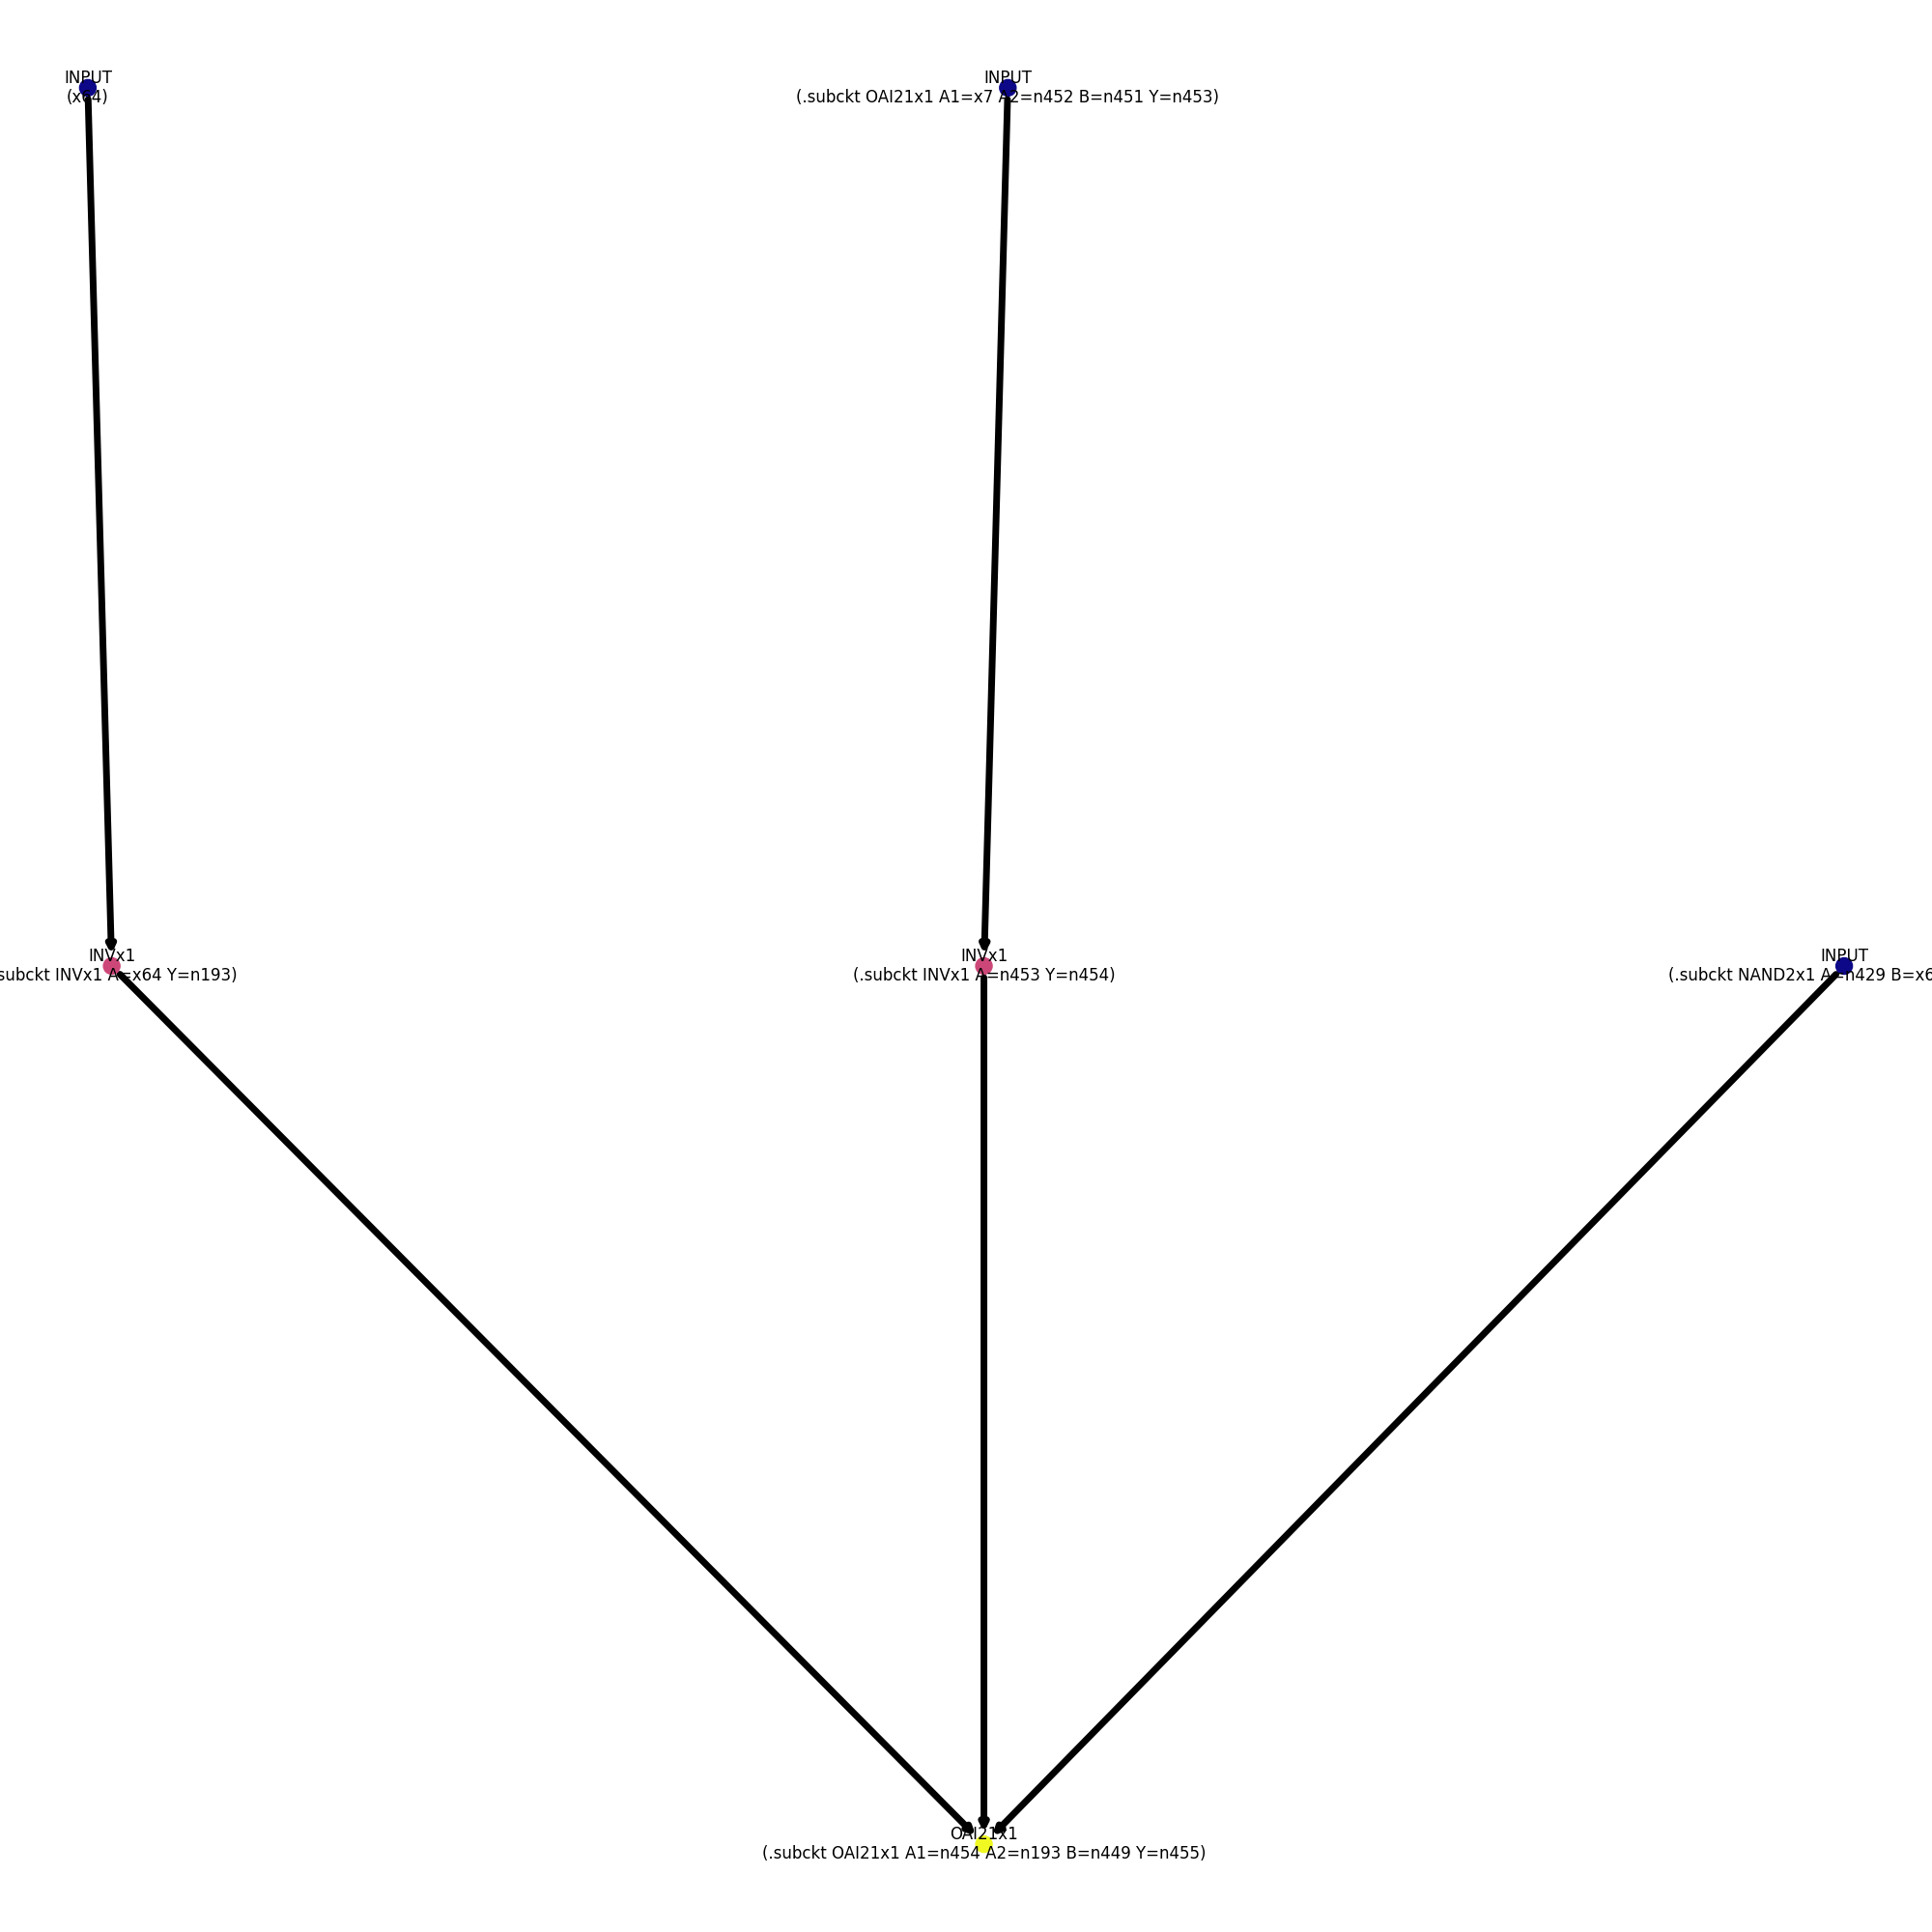 INPUT
(x64)
INPUT
(.subckt OAI21x1 A1=x7 A2=n452 B=n451 Y=n453)
INVx1
subckt INVx1 A=x64 Y=n193)
INVx1
(.subckt INVx1 A=n453 Y=n454)
INPUT
(.subckt NAND2x1 A=n429 B=x6
OAI21x1
(.subckt OAI21x1 A1=n454 A2=n193 B=n449 Y=n455)